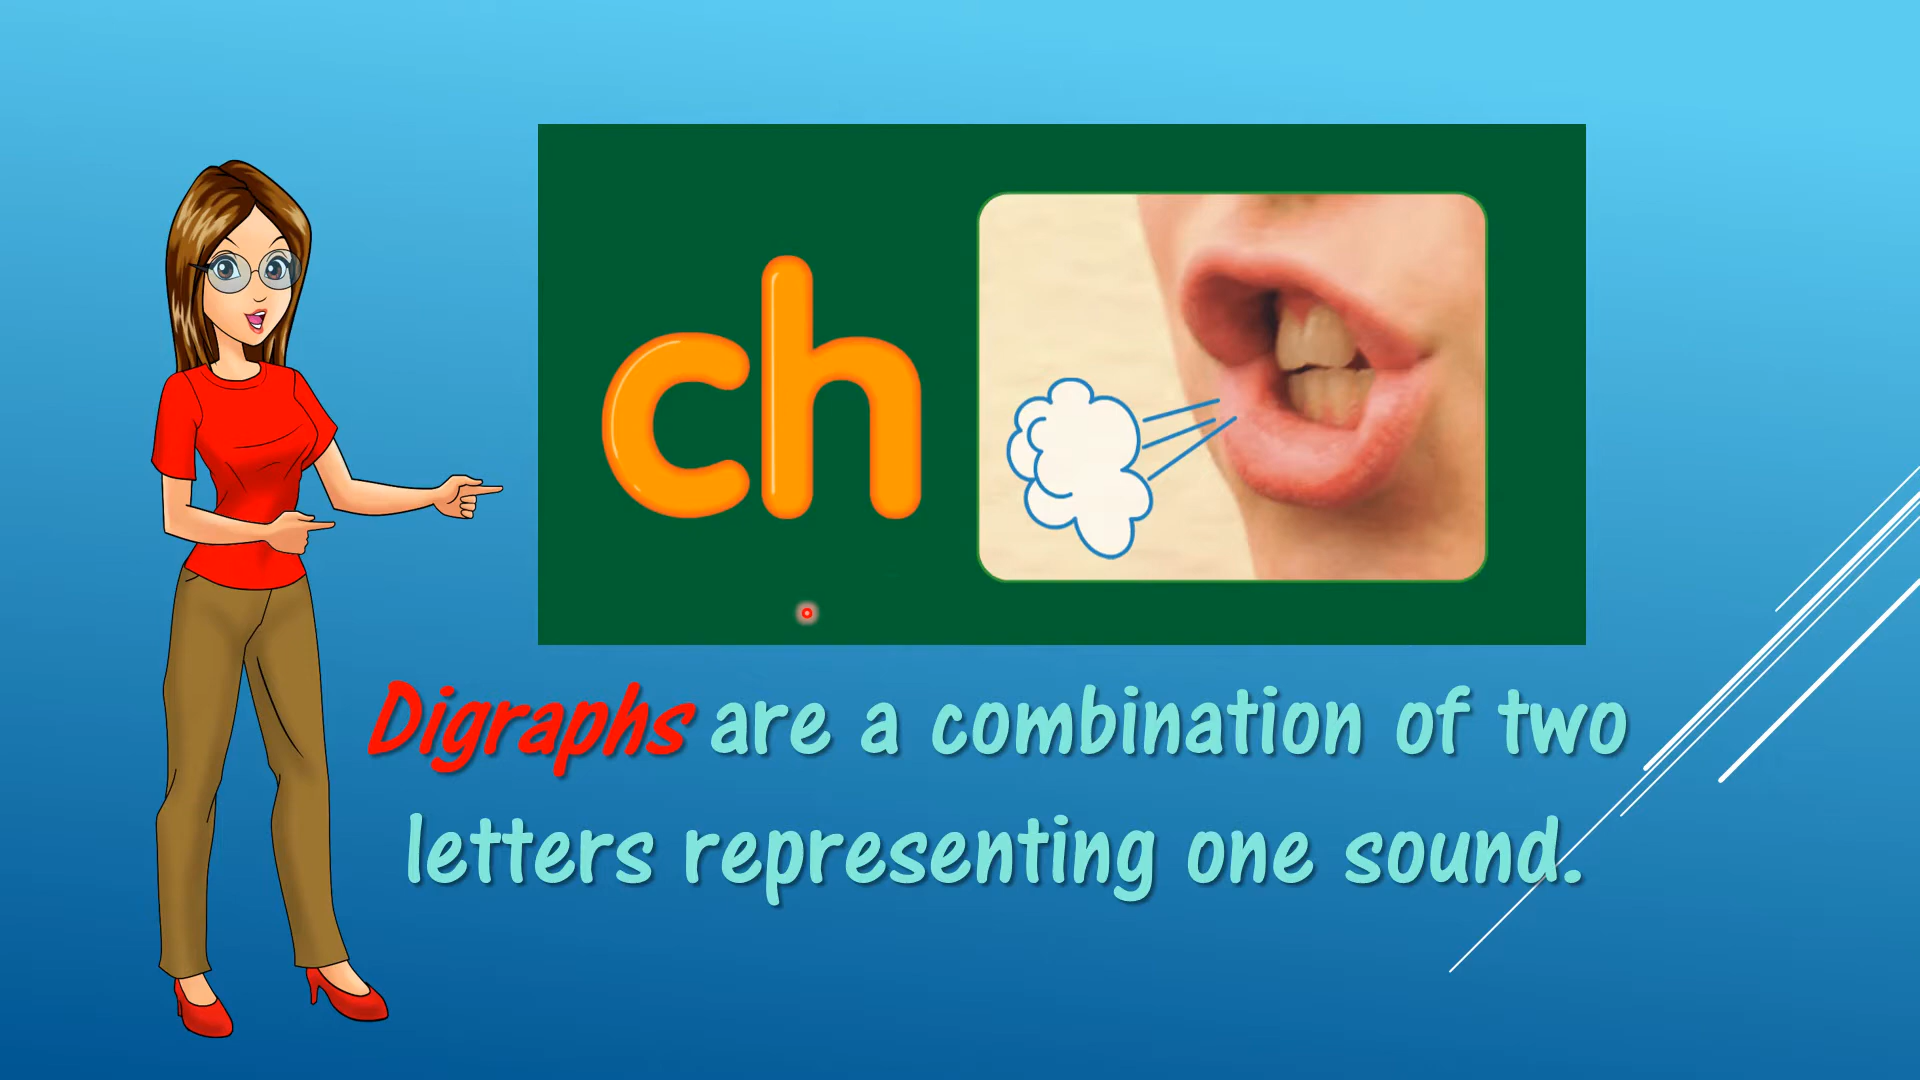 ch
Digraphs are a combination of two
letters representing one sound.